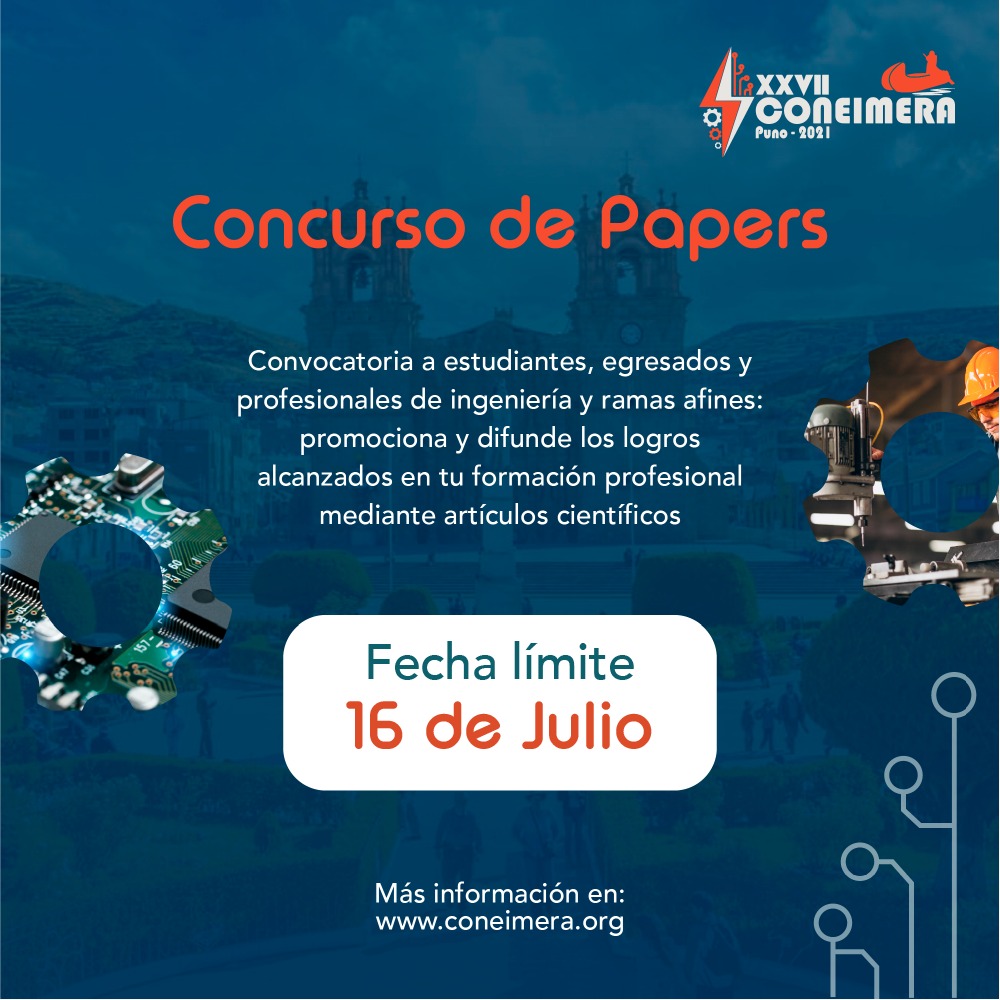 XXVII
CONEIMERA
Puno - 2021
Concurso de Papers
Convocatoria a estudiantes, egresados y
profesionales de ingeniería y ramas afines:
promociona y difunde los logros
alcanzados en tu formación profesional
mediante artículos científicos
Fecha límite
16 de Julio
Más información en:
www.coneimera.org